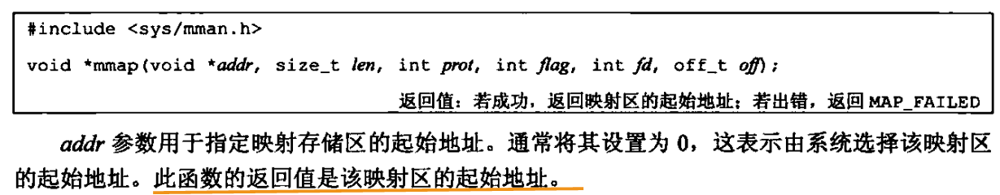 #include <sys/mman.h>
void *mmap(void *addr, size_t len, int prot, int flag, int fd, off_t off);
返回值：若成功，返回映射区的起始地址；若出错，返回 MAP_FAILED
addr 参数用于指定映射存储区的起始地址。通常将其设置为 0，这表示由系统选择该映射区
的起始地址。此函数的返回值是该映射区的起始地址。